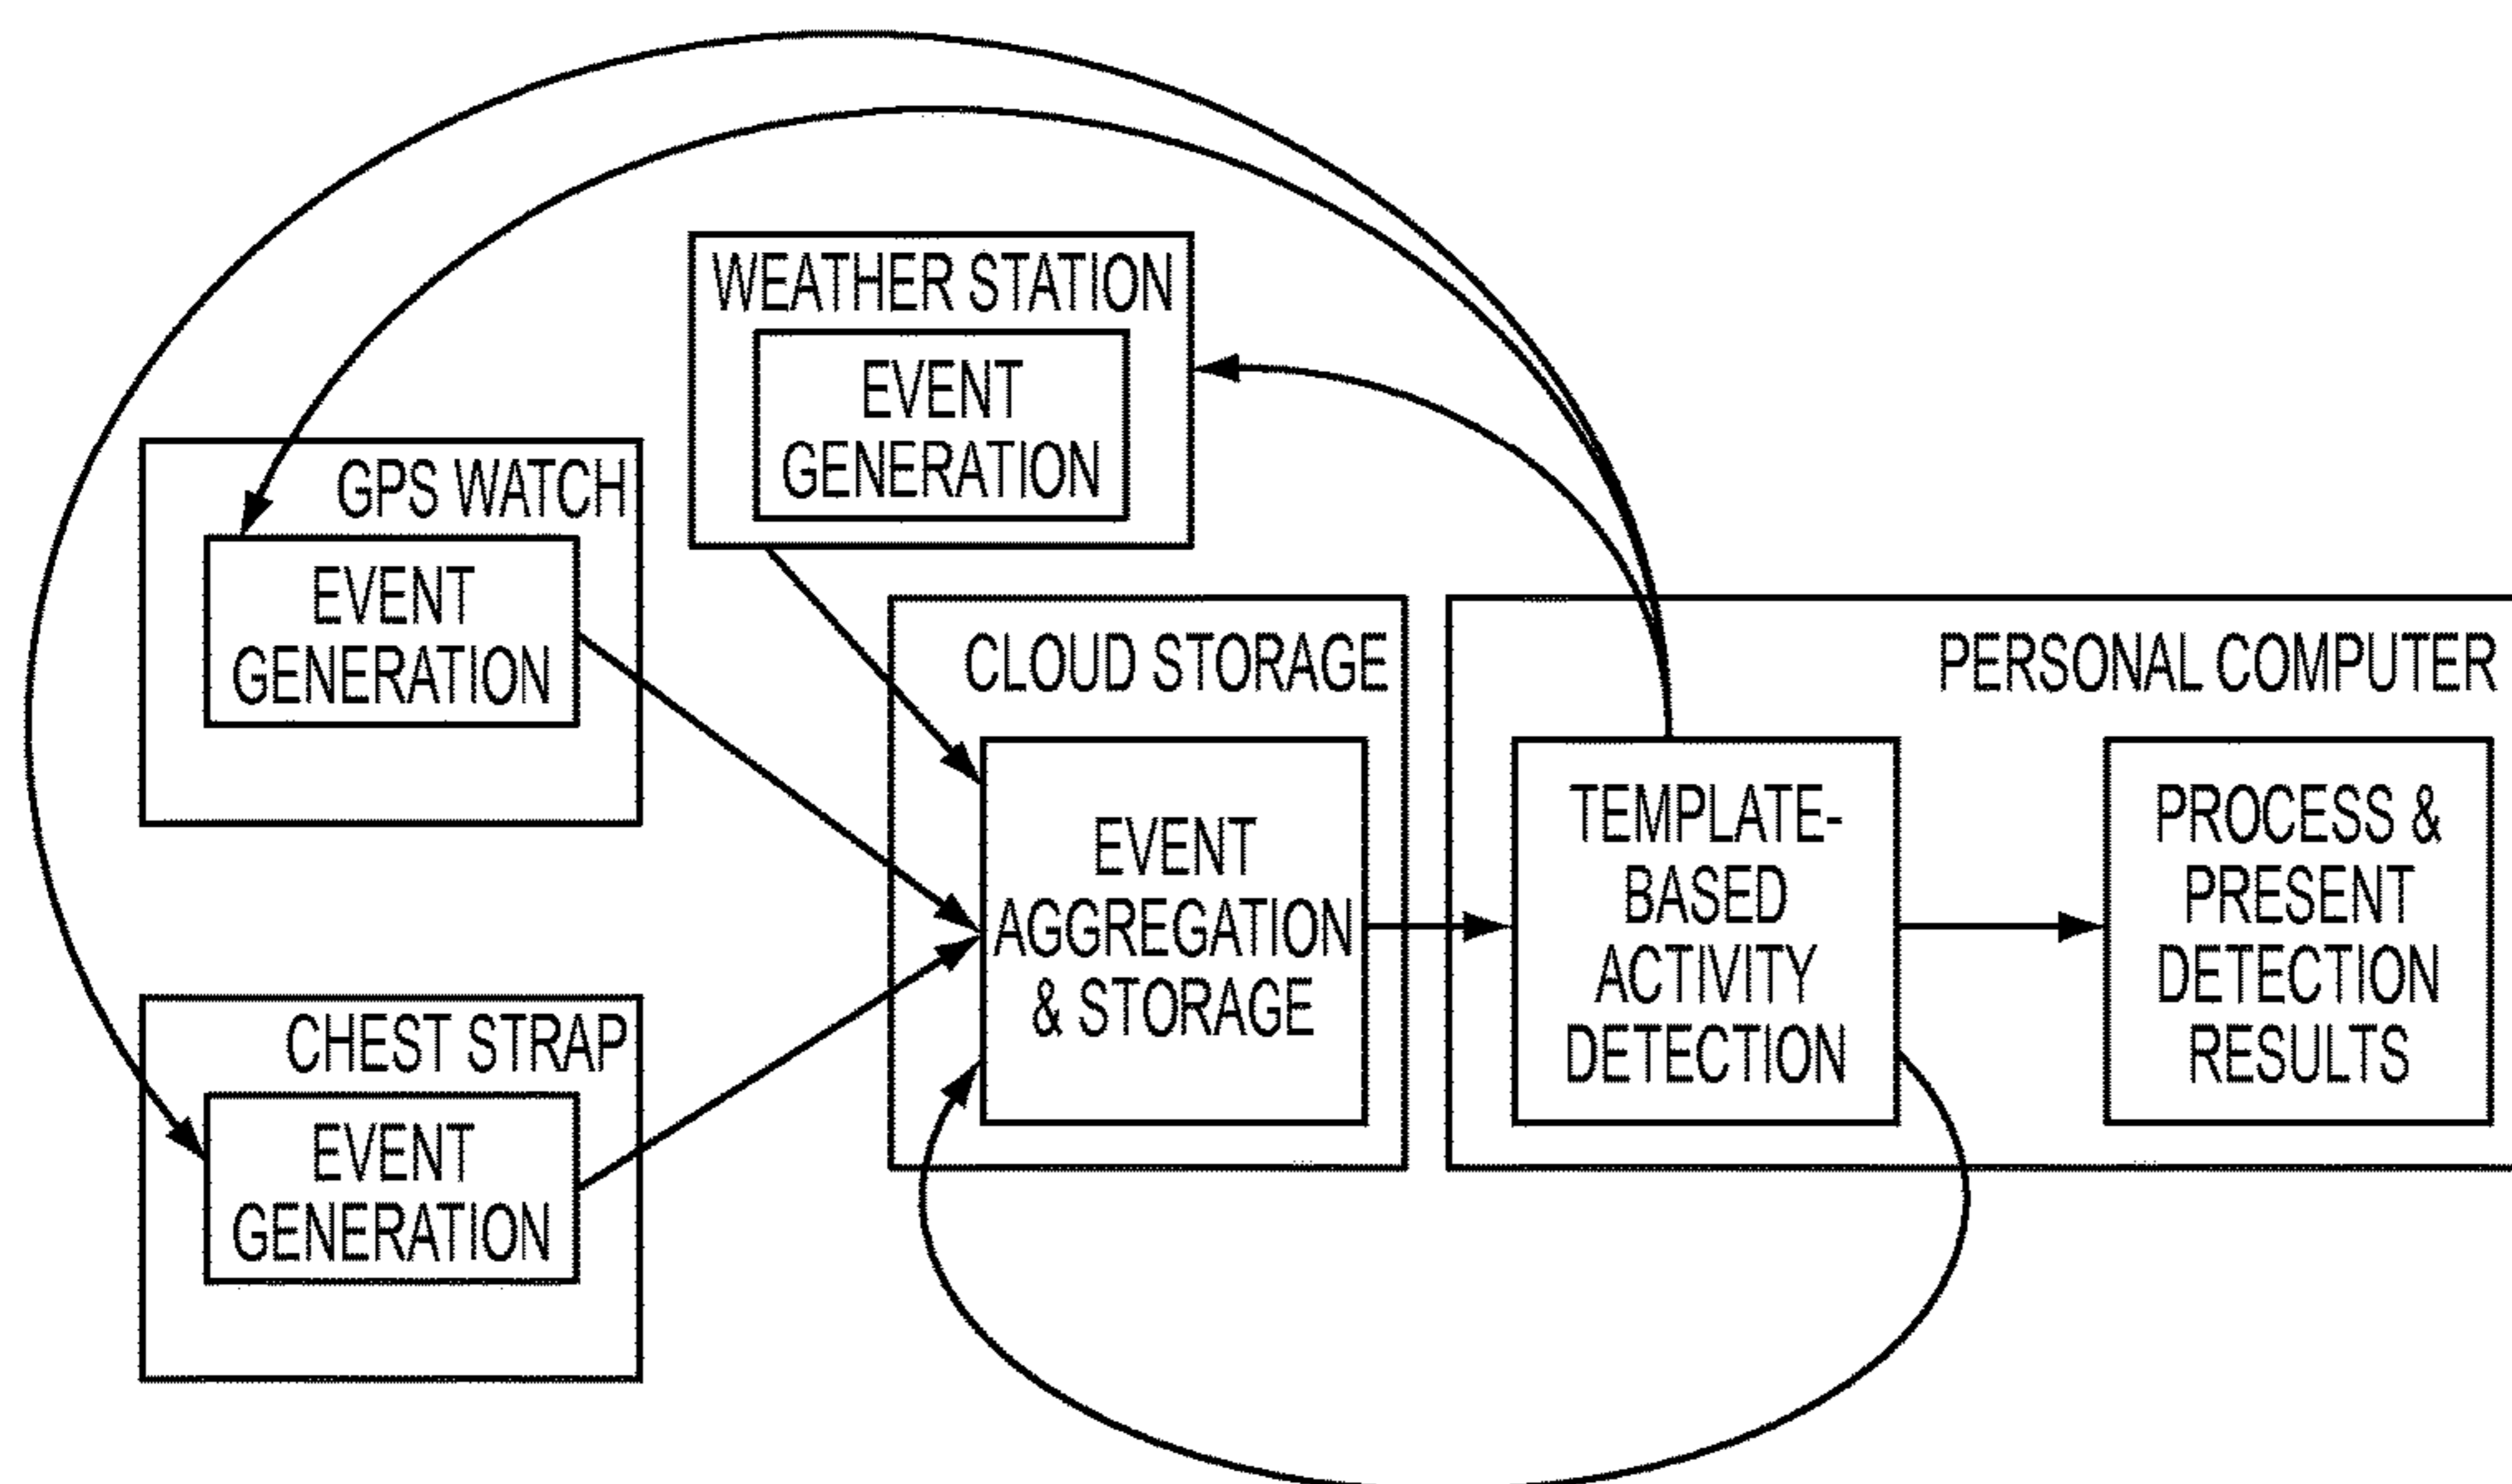 WEATHER STATION
EVENT
GENERATION
GPS WATCH
EVENT
GENERATION
CLOUD STORAGE
EVENT
AGGREGATION
& STORAGE
PERSONAL COMPUTER
TEMPLATE-
BASED
ACTIVITY
DETECTION
PROCESS &
PRESENT
DETECTION
RESULTS
CHEST STRAP
EVENT
GENERATION